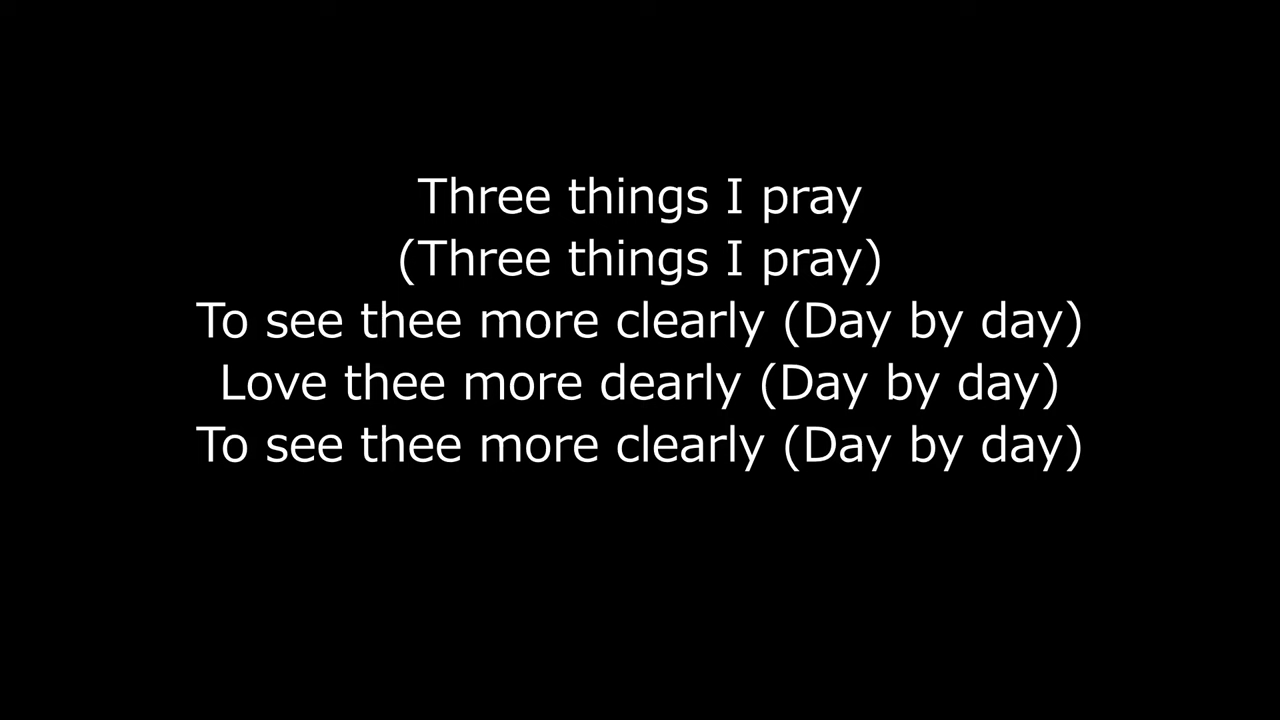 Three things I pray
(Three things I pray)
To see thee more clearly (Day by day)
Love thee more dearly (Day by day)
To see thee more clearly (Day by day)